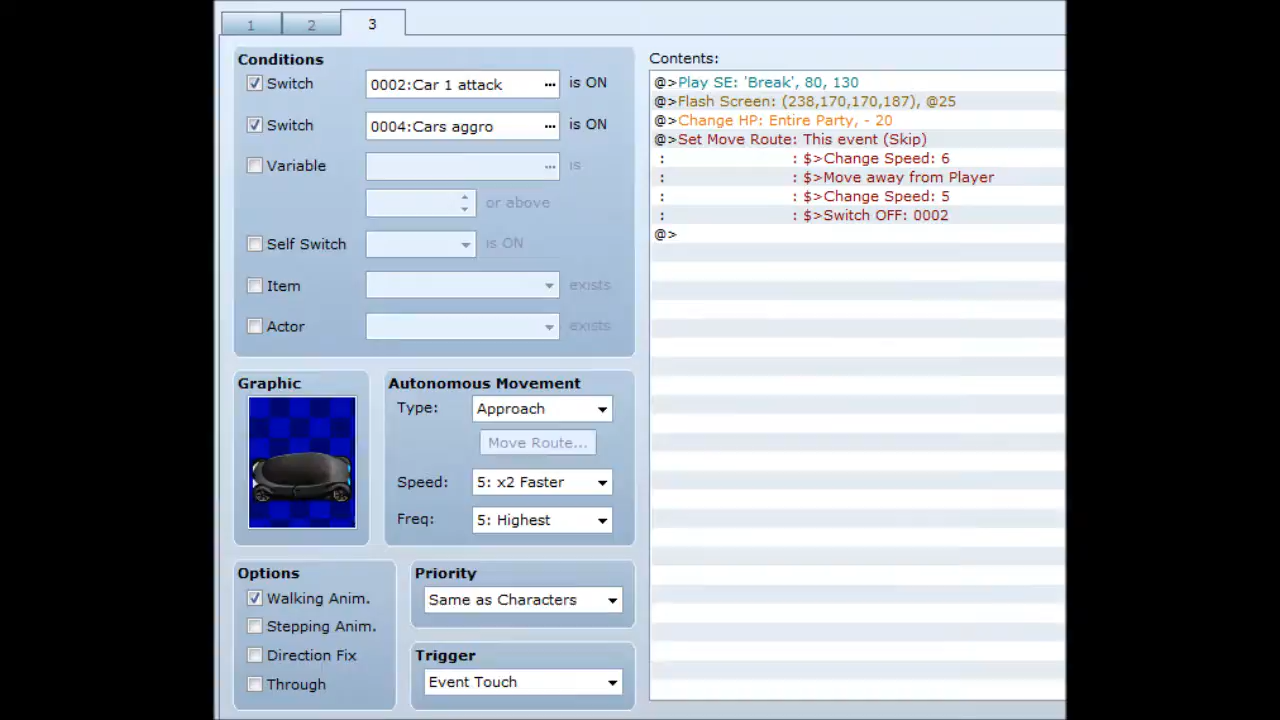 1 2 3
Conditions
Switch 0002:Car 1 attack ... is ON
Switch 0004:Cars aggro ... is ON
Variable ... is
or above
Self Switch is ON
Item exists
Actor exists
Graphic
Autonomous Movement
Type: Approach
Move Route...
Speed: 5: x2 Faster
Freq: 5: Highest
Options
Walking Anim.
Stepping Anim.
Direction Fix
Through
Priority
Same as Characters
Trigger
Event Touch
Contents:
@>Play SE: 'Break', 80, 130
@>Flash Screen: (238,170,170,187), @25
@>Change HP: Entire Party, - 20
@>Set Move Route: This event (Skip)
: : $>Change Speed: 6
: : $>Move away from Player
: : $>Change Speed: 5
: : $>Switch OFF: 0002
@>